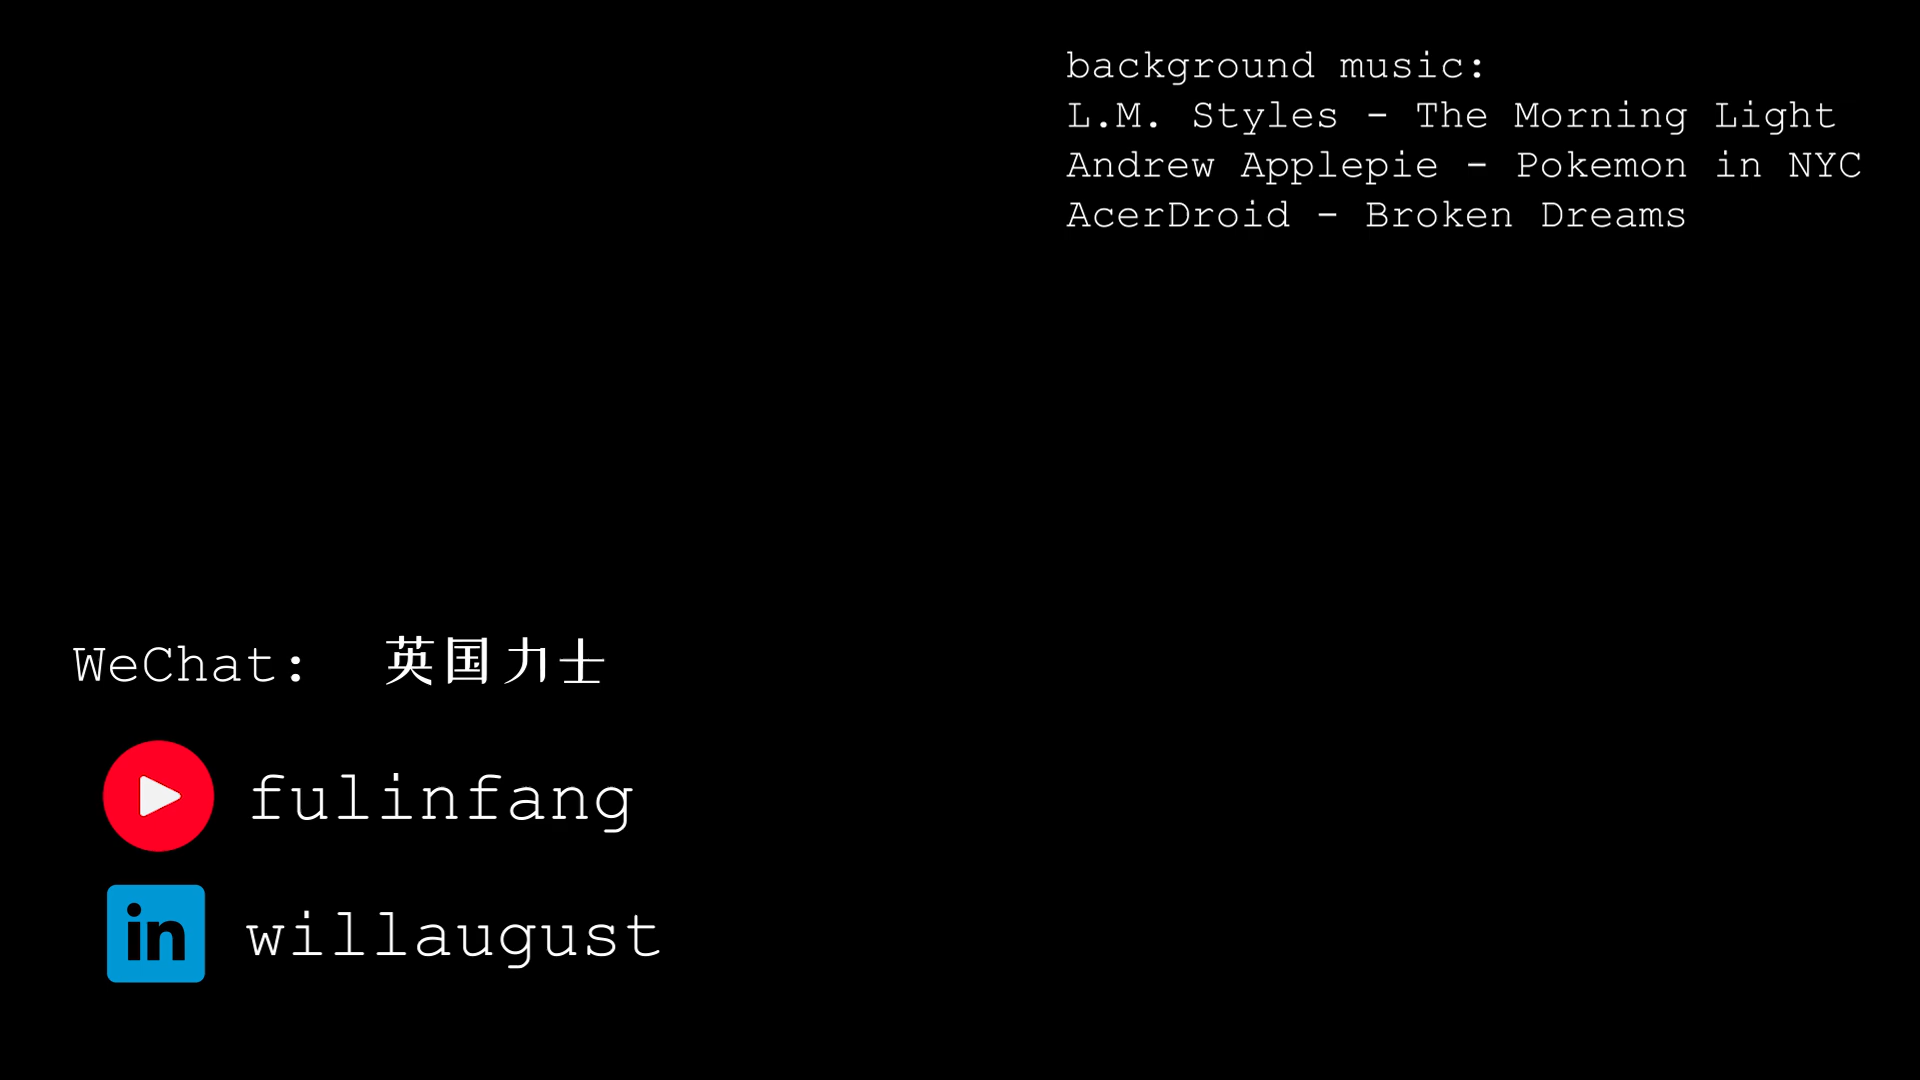 background music:
L.M. Styles - The Morning Light
Andrew Applepie - Pokemon in NYC
AcerDroid - Broken Dreams
WeChat: 英国力士
fulinfang
in willaugust